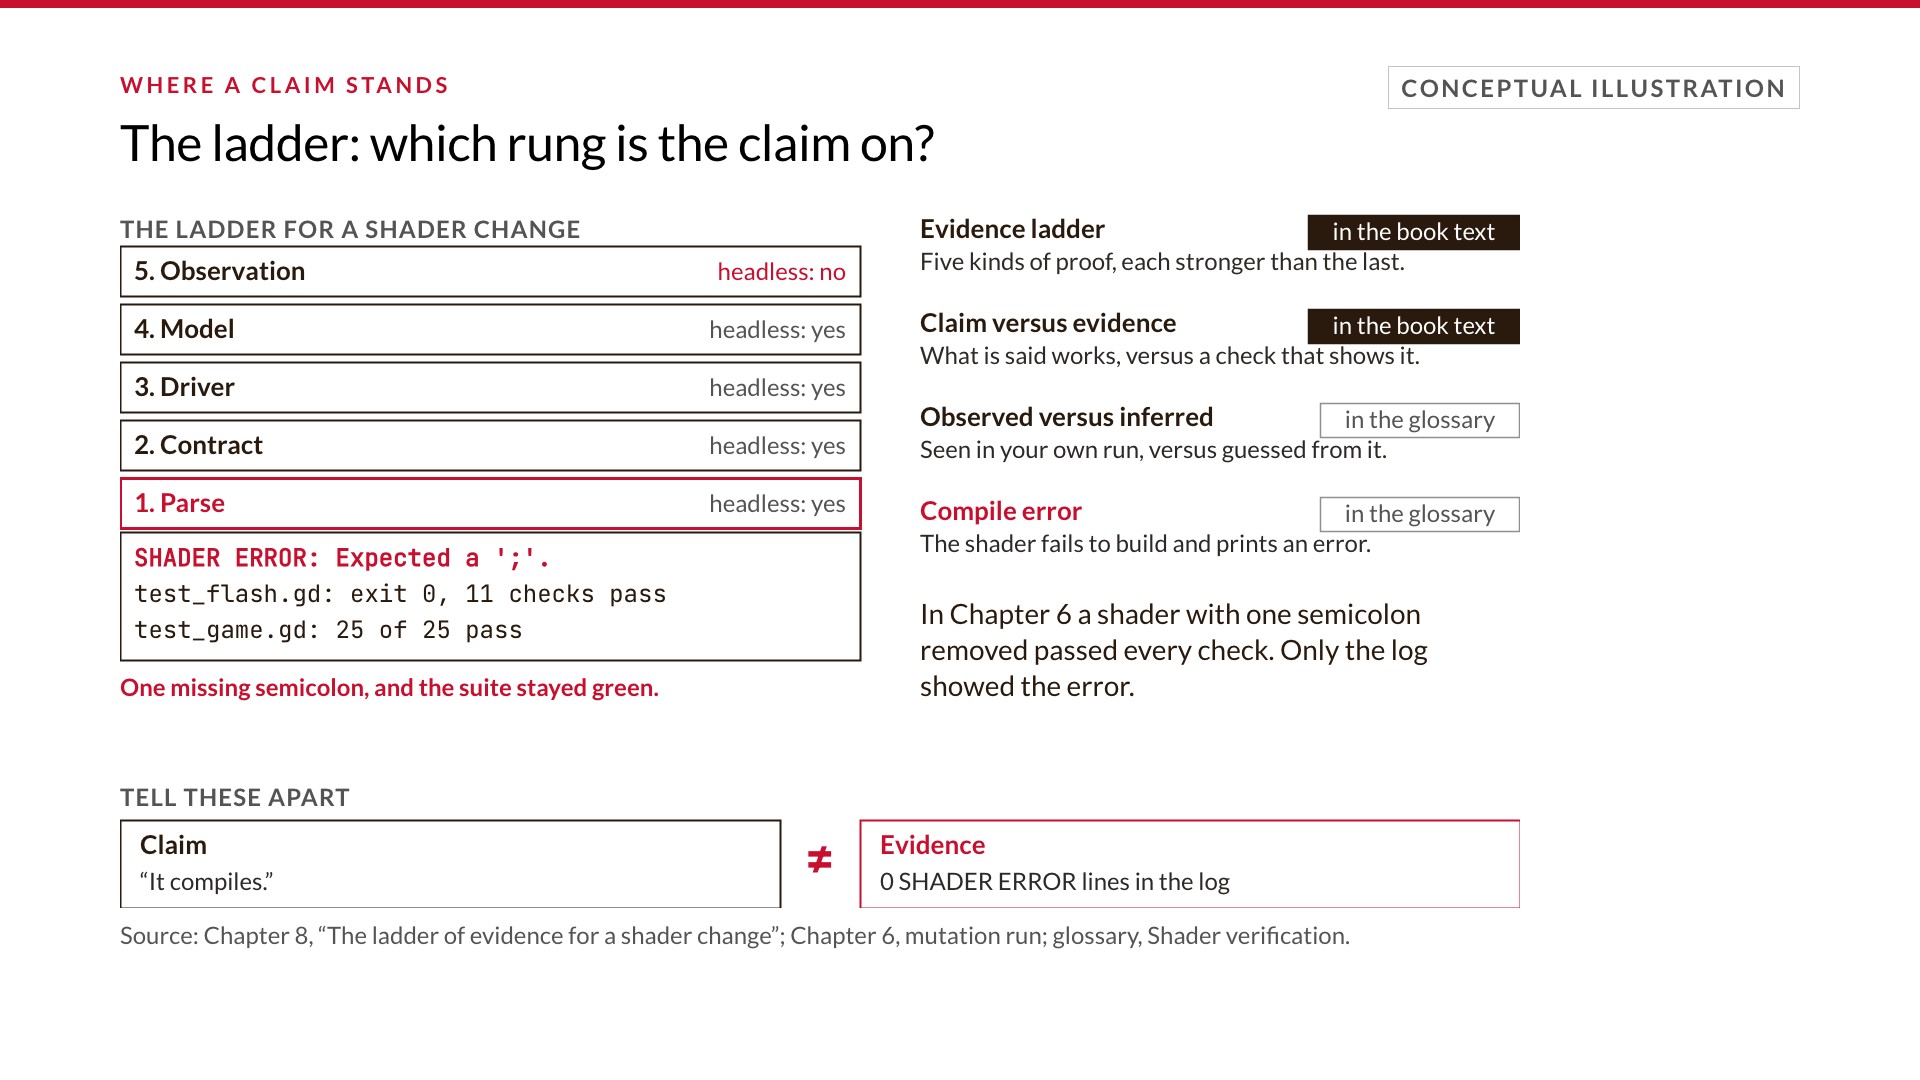 WHERE A CLAIM STANDS
CONCEPTUAL ILLUSTRATION
The ladder: which rung is the claim on?
THE LADDER FOR A SHADER CHANGE
5. Observation headless: no
4. Model headless: yes
3. Driver headless: yes
2. Contract headless: yes
1. Parse headless: yes
SHADER ERROR: Expected a ';'.
test_flash.gd: exit 0, 11 checks pass
test_game.gd: 25 of 25 pass
One missing semicolon, and the suite stayed green.
Evidence ladder in the book text
Five kinds of proof, each stronger than the last.
Claim versus evidence in the book text
What is said works, versus a check that shows it.
Observed versus inferred in the glossary
Seen in your own run, versus guessed from it.
Compile error in the glossary
The shader fails to build and prints an error.
In Chapter 6 a shader with one semicolon
removed passed every check. Only the log
showed the error.
TELL THESE APART
Claim
“It compiles.”
≠
Evidence
0 SHADER ERROR lines in the log
Source: Chapter 8, “The ladder of evidence for a shader change”; Chapter 6, mutation run; glossary, Shader verification.